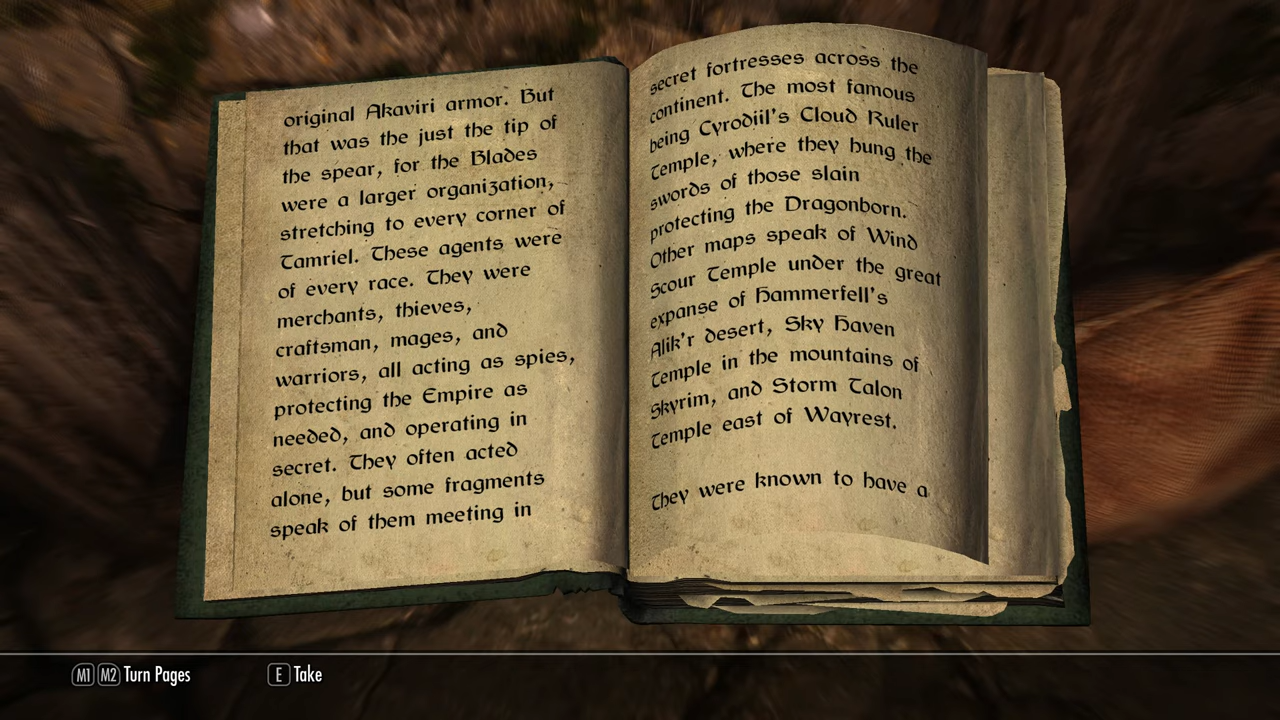 original Akaviri armor. But
that was the just the tip of
the spear, for the Blades
were a larger organization,
stretching to every corner of
Tamriel. These agents were
of every race. They were
merchants, thieves,
craftsman, mages, and
warriors, all acting as spies,
protecting the Empire as
needed, and operating in
secret. They often acted
alone, but some fragments
speak of them meeting in
secret fortresses across the
continent. The most famous
being Cyrodiil's Cloud Ruler
Temple, where they hung the
swords of those slain
protecting the Dragonborn.
Other maps speak of Wind
Scour Temple under the great
expanse of Hammerfell's
Alik'r desert, Sky Haven
Temple in the mountains of
Skyrim, and Storm Talon
Temple east of Wayrest.
They were known to have a
M1 M2 Turn Pages
E Take